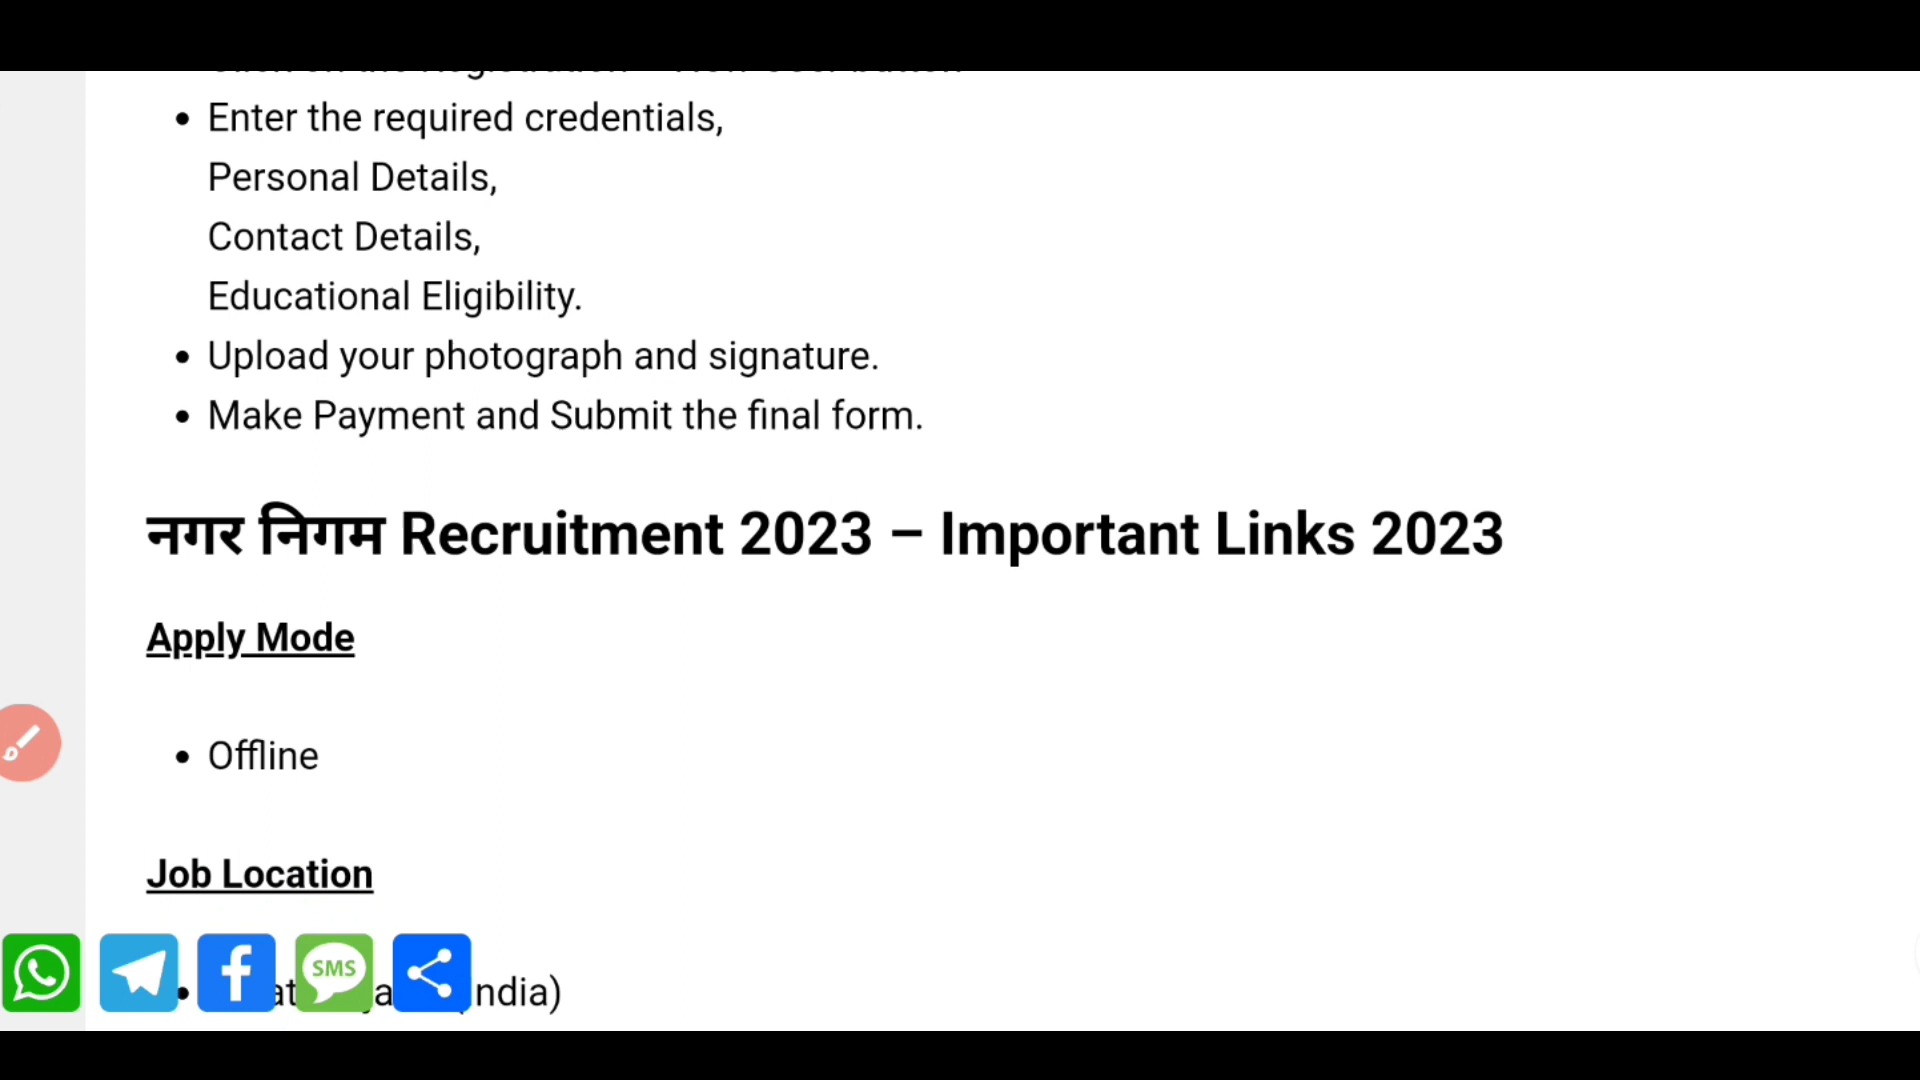 Enter the required credentials,
Personal Details,
Contact Details,
Educational Eligibility.
Upload your photograph and signature.
Make Payment and Submit the final form.
नगर निगम Recruitment 2023 – Important Links 2023
Apply Mode
Offline
Job Location
SMS